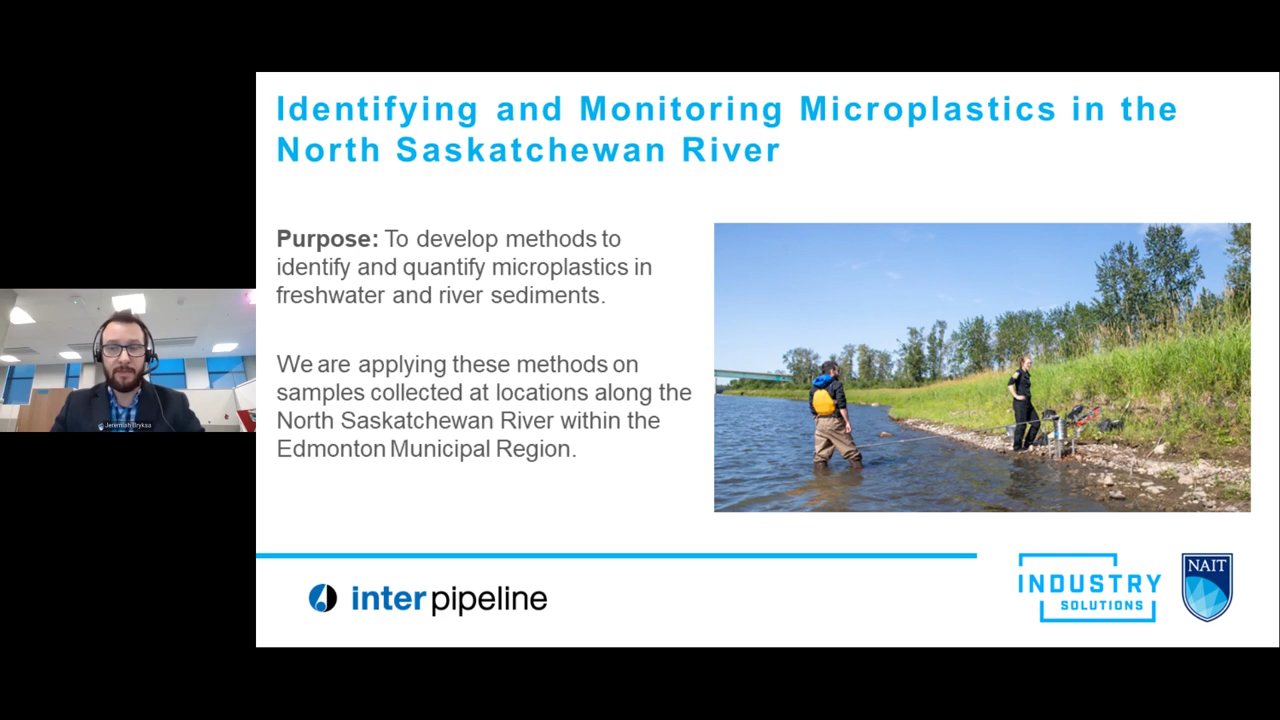 Identifying and Monitoring Microplastics in the
North Saskatchewan River
Purpose: To develop methods to
identify and quantify microplastics in
freshwater and river sediments.
We are applying these methods on
samples collected at locations along the
North Saskatchewan River within the
Edmonton Municipal Region.
Jeremiah Bryksa
inter pipeline
INDUSTRY
SOLUTIONS
NAIT